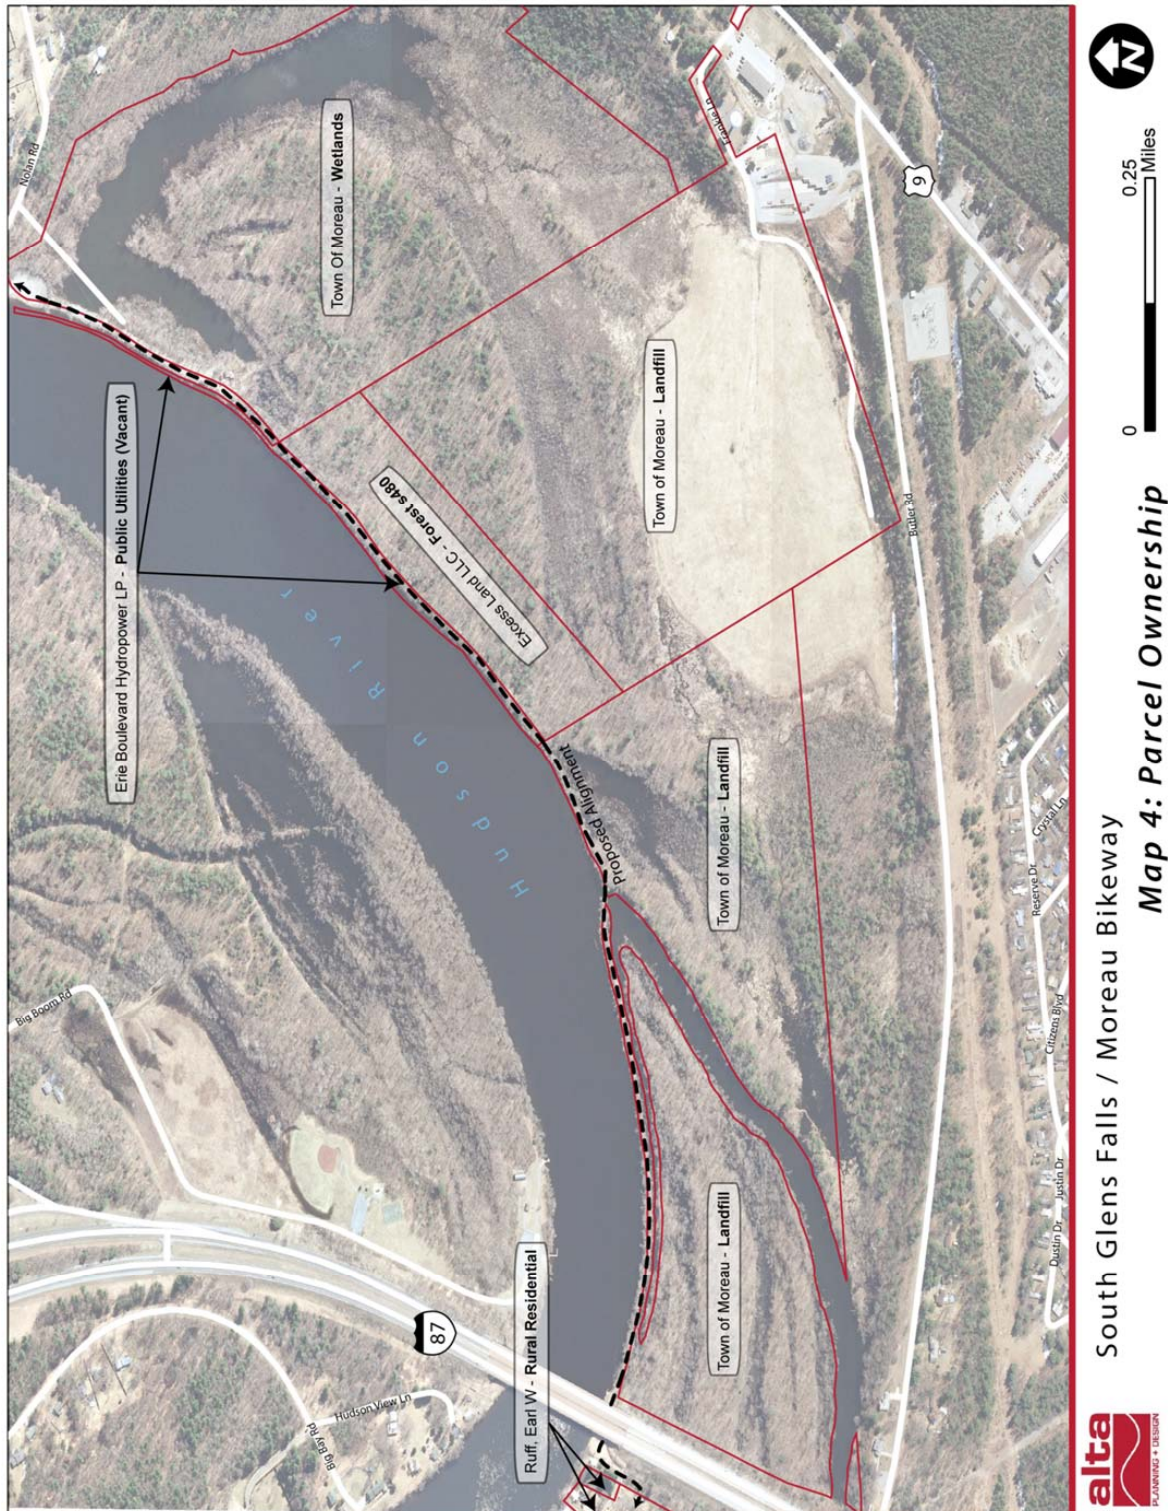 Nolan Rd
Town Of Moreau - Wetlands
Frankie Ln
9
Erie Boulevard Hydropower LP - Public Utilities (Vacant)
Excess Land LLC - Forest s480
Town of Moreau - Landfill
Butler Rd
Hudson River
Proposed Alignment
Town of Moreau - Landfill
Reserve Dr
Crystal Ln
Citizens Blvd
Justin Dr
Dustin Dr
Big Boom Rd
Town of Moreau - Landfill
Ruff, Earl W - Rural Residential
87
Hudson View Ln
Big Bay Rd
N
0 0.25 Miles
South Glens Falls / Moreau Bikeway
Map 4: Parcel Ownership
alta
PLANNING + DESIGN